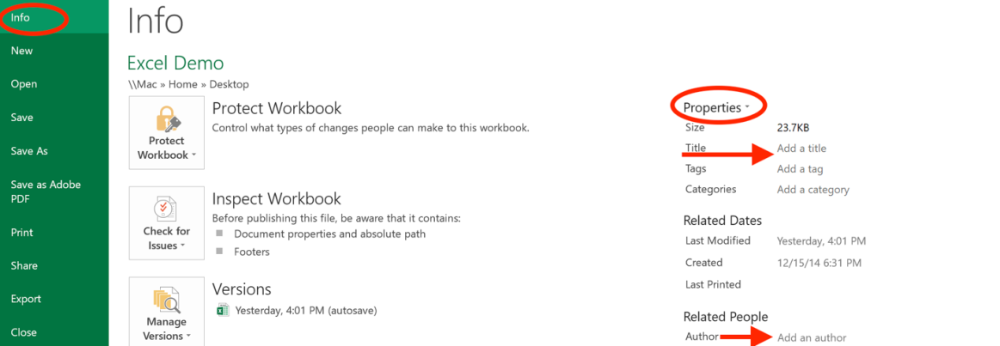 Info
New
Open
Save
Save As
Save as Adobe
PDF
Print
Share
Export
Close
Info
Excel Demo
\\Mac » Home » Desktop
Protect
Workbook
Protect Workbook
Control what types of changes people can make to this workbook.
Check for
Issues
Inspect Workbook
Before publishing this file, be aware that it contains:
Document properties and absolute path
Footers
Manage
Versions
Versions
Yesterday, 4:01 PM (autosave)
Properties
Size 23.7KB
Title Add a title
Tags Add a tag
Categories Add a category
Related Dates
Last Modified Yesterday, 4:01 PM
Created 12/15/14 6:31 PM
Last Printed
Related People
Author Add an author